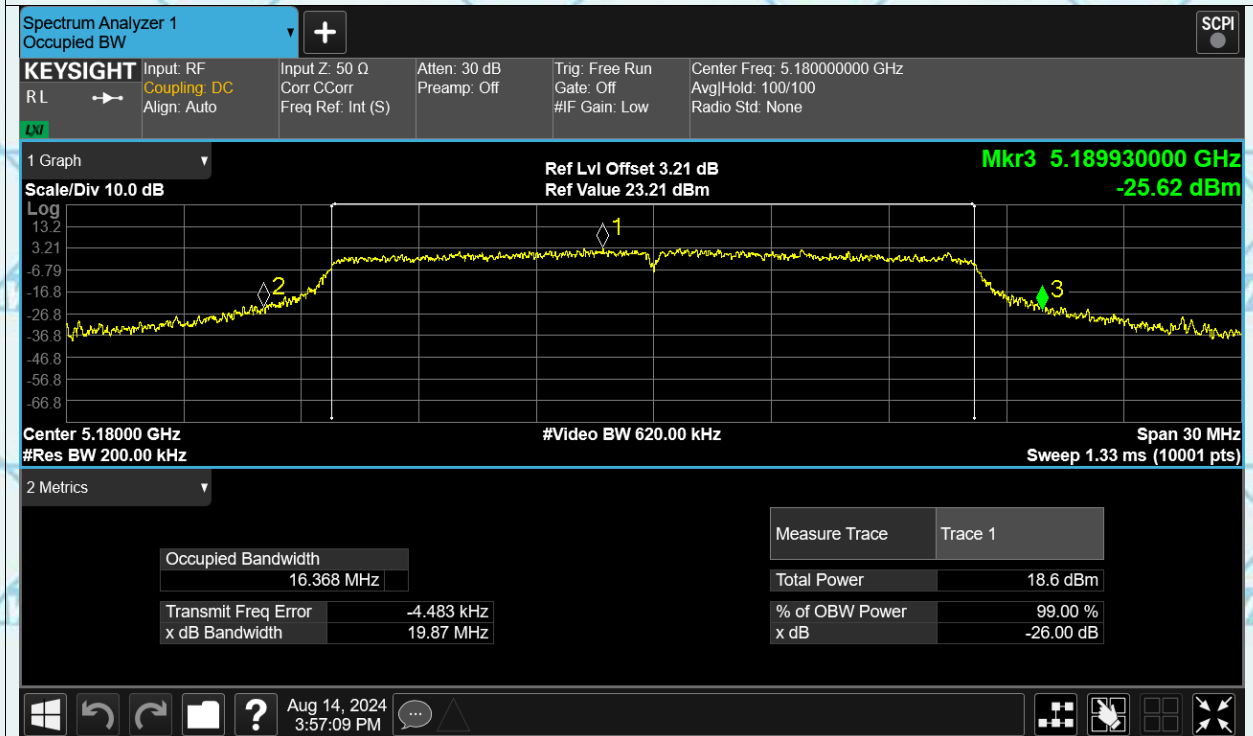 Spectrum Analyzer 1
Occupied BW
SCPI
KEYSIGHT
R L
LXI
Input: RF
Coupling: DC
Align: Auto
Input Z: 50 Ω
Corr CCorr
Freq Ref: Int (S)
Atten: 30 dB
Preamp: Off
Trig: Free Run
Gate: Off
#IF Gain: Low
Center Freq: 5.180000000 GHz
Avg|Hold: 100/100
Radio Std: None
1 Graph
Scale/Div 10.0 dB
Ref Lvl Offset 3.21 dB
Ref Value 23.21 dBm
Mkr3 5.189930000 GHz
-25.62 dBm
Log
13.2
3.21
-6.79
-16.8
-26.8
-36.8
-46.8
-56.8
-66.8
1
2
3
Center 5.18000 GHz
#Video BW 620.00 kHz
Span 30 MHz
#Res BW 200.00 kHz
Sweep 1.33 ms (10001 pts)
2 Metrics
Occupied Bandwidth
16.368 MHz
Transmit Freq Error -4.483 kHz
x dB Bandwidth 19.87 MHz
Measure Trace Trace 1
Total Power 18.6 dBm
% of OBW Power 99.00 %
x dB -26.00 dB
?
Aug 14, 2024
3:57:09 PM